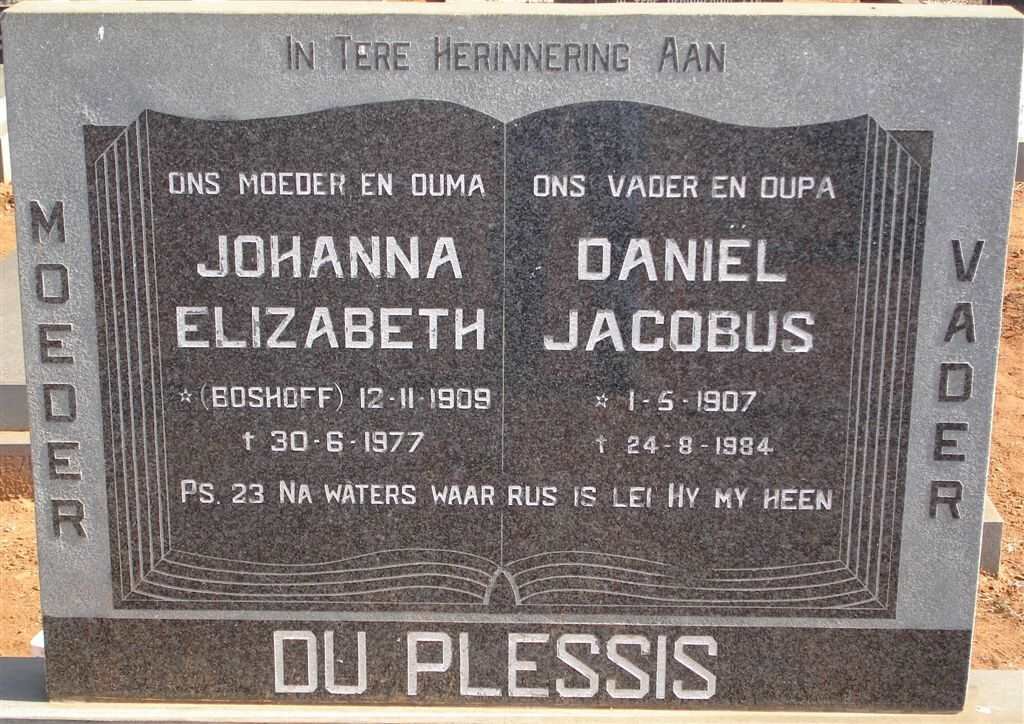 IN TERE HERINNERING AAN
MOEDER
ONS MOEDER EN OUMA
JOHANNA
ELIZABETH
☆ (BOSHOFF) 12-11-1909
† 30-6-1977
ONS VADER EN OUPA
DANIËL
JACOBUS
☆ 1-5-1907
† 24-8-1984
VADER
PS. 23 NA WATERS WAAR RUS IS LEI HY MY HEEN
DU PLESSIS